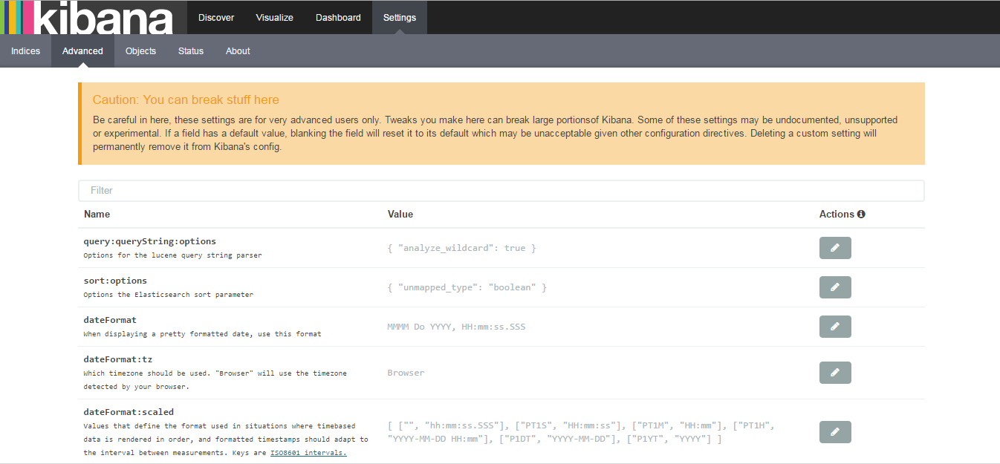 kibana Discover Visualize Dashboard Settings
Indices Advanced Objects Status About
Caution: You can break stuff here
Be careful in here, these settings are for very advanced users only. Tweaks you make here can break large portionsof Kibana. Some of these settings may be undocumented, unsupported
or experimental. If a field has a default value, blanking the field will reset it to its default which may be unacceptable given other configuration directives. Deleting a custom setting will
permanently remove it from Kibana's config.
Filter
Name Value Actions
query:queryString:options
Options for the lucene query string parser
{ "analyze_wildcard": true }
sort:options
Options the Elasticsearch sort parameter
{ "unmapped_type": "boolean" }
dateFormat
When displaying a pretty formatted date, use this format
MMMM Do YYYY, HH:mm:ss.SSS
dateFormat:tz
Which timezone should be used. "Browser" will use the timezone
detected by your browser.
Browser
dateFormat:scaled
Values that define the format used in situations where timebased
data is rendered in order, and formatted timestamps should adapt to
the interval between measurements. Keys are ISO8601 intervals.
[ ["", "hh:mm:ss.SSS"], ["PT1S", "HH:mm:ss"], ["PT1M", "HH:mm"], ["PT1H",
"YYYY-MM-DD HH:mm"], ["P1DT", "YYYY-MM-DD"], ["P1YT", "YYYY"] ]